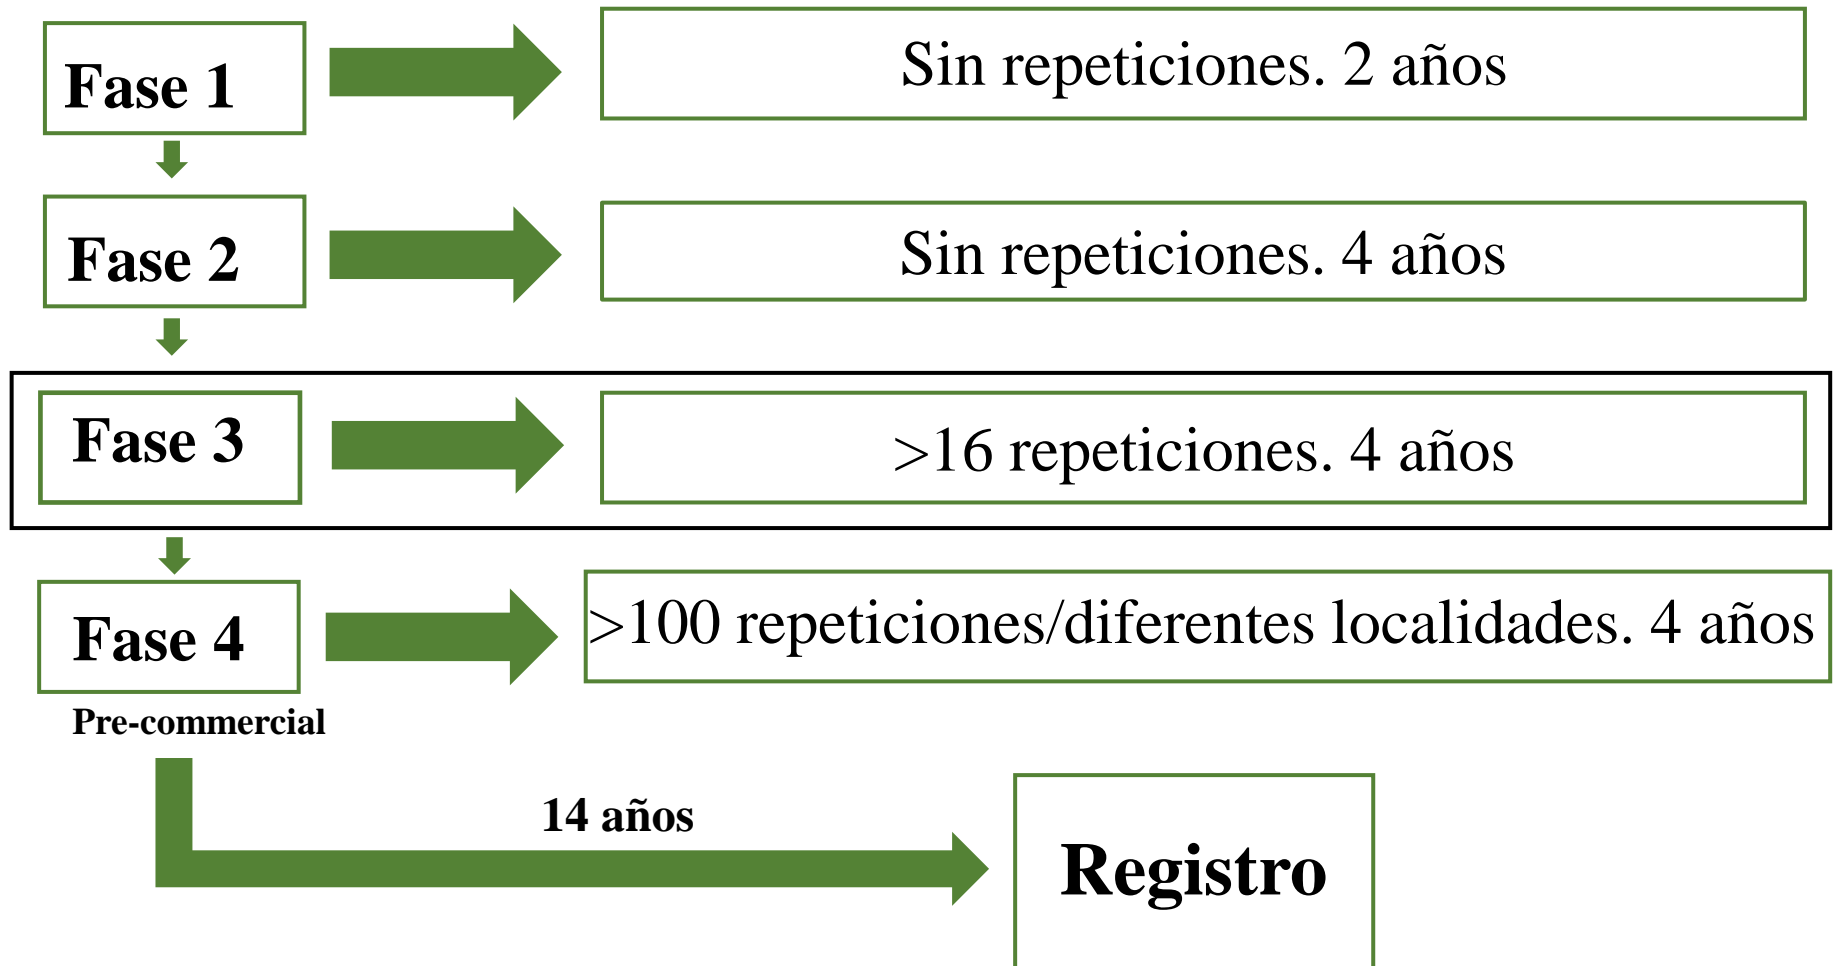 Fase 1
Sin repeticiones. 2 años
Fase 2
Sin repeticiones. 4 años
Fase 3
>16 repeticiones. 4 años
Fase 4
>100 repeticiones/diferentes localidades. 4 años
Pre-commercial
14 años
Registro